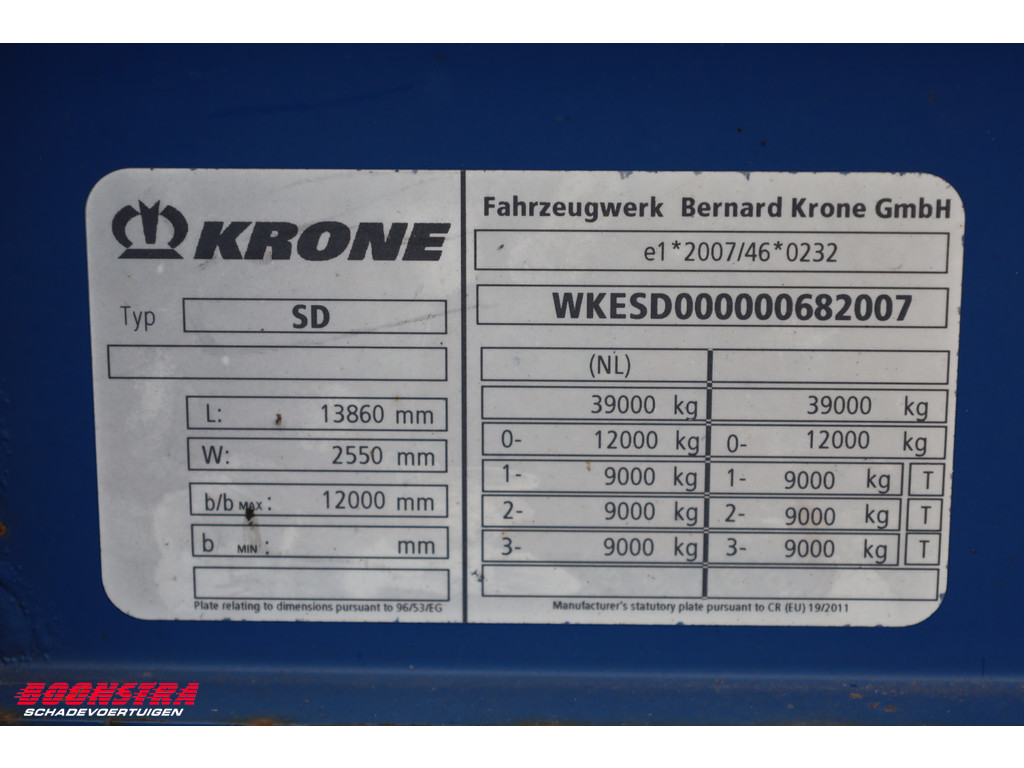 KRONE
Typ SD
L: 13860 mm
W: 2550 mm
b/b MAX : 12000 mm
b MIN : mm
Plate relating to dimensions pursuant to 96/53/EG
Fahrzeugwerk Bernard Krone GmbH
e1*2007/46*0232
WKESD000000682007
(NL)
39000 kg 39000 kg
0- 12000 kg 0- 12000 kg
1- 9000 kg 1- 9000 kg T
2- 9000 kg 2- 9000 kg T
3- 9000 kg 3- 9000 kg T
Manufacturer's statutory plate pursuant to CR (EU) 19/2011
BOONSTRA
SCHADEVOERTUIGEN